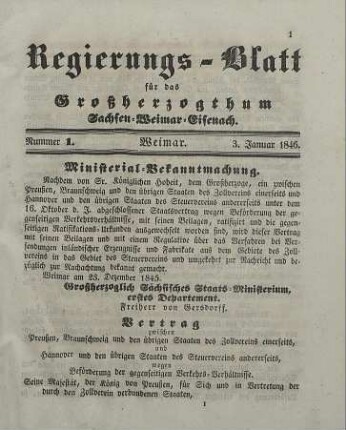 1
Regierungs-Blatt
für das
Großherzogthum
Sachsen-Weimar-Eisenach.
Nummer 1. Weimar. 3. Januar 1846.
Ministerial-Bekanntmachung.
Nachdem von Sr. Königlichen Hoheit, dem Großherzoge, ein zwischen
Preußen, Braunschweig und den übrigen Staaten des Zollvereins einerseits und
Hannover und den übrigen Staaten des Steuervereins andererseits unter dem
16. Oktober v. J. abgeschlossener Staatsvertrag wegen Beförderung der ge-
genseitigen Verkehrsverhältnisse, mit seinen Beilagen, ratifizirt und die gegen-
seitigen Ratifikations-Urkunden ausgewechselt worden sind, wird dieser Vertrag
mit seinen Beilagen und mit einem Regulative über das Verfahren bei Ver-
sendungen inländischer Erzeugnisse und Fabrikate aus dem Gebiete des Zoll-
vereins in das Gebiet des Steuervereins und umgekehrt zur Nachricht und be-
züglich zur Nachachtung bekannt gemacht.
Weimar am 23. Dezember 1845.
Großherzoglich Sächsisches Staats-Ministerium,
erstes Departement.
Freiherr von Gersdorff.
Vertrag
zwischen
Preußen, Braunschweig und den übrigen Staaten des Zollvereins einerseits,
und
Hannover und den übrigen Staaten des Steuervereins andererseits,
wegen
Beförderung der gegenseitigen Verkehrs-Verhältnisse.
Seine Majestät, der König von Preußen, für Sich und in Vertretung der
durch den Zollverein verbundenen Staaten,
1